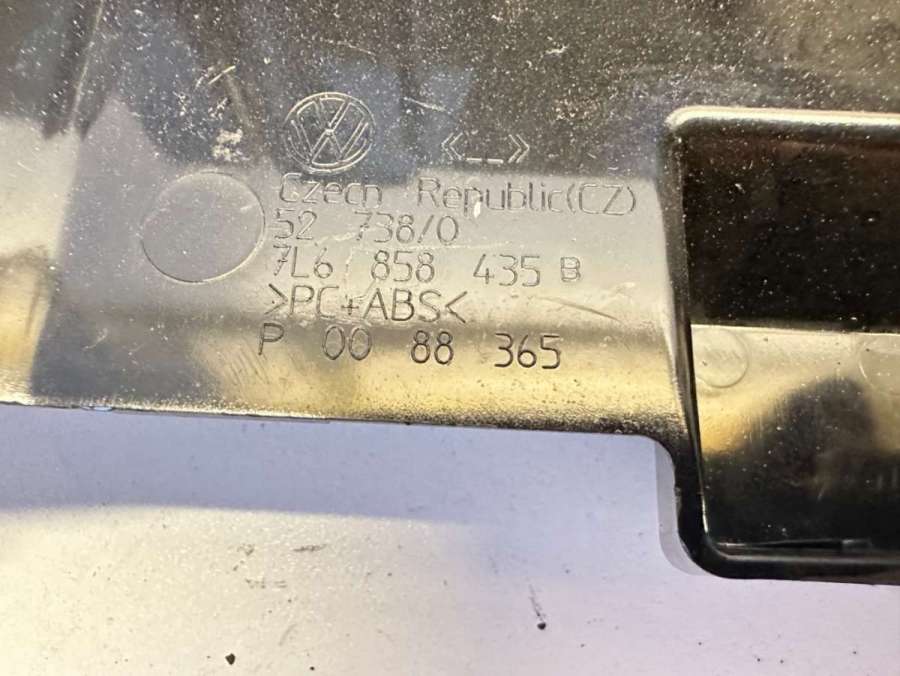 Czech Republic(CZ)
52 738/0
7L6 858 435 B
>PC+ABS<
P 00 88 365